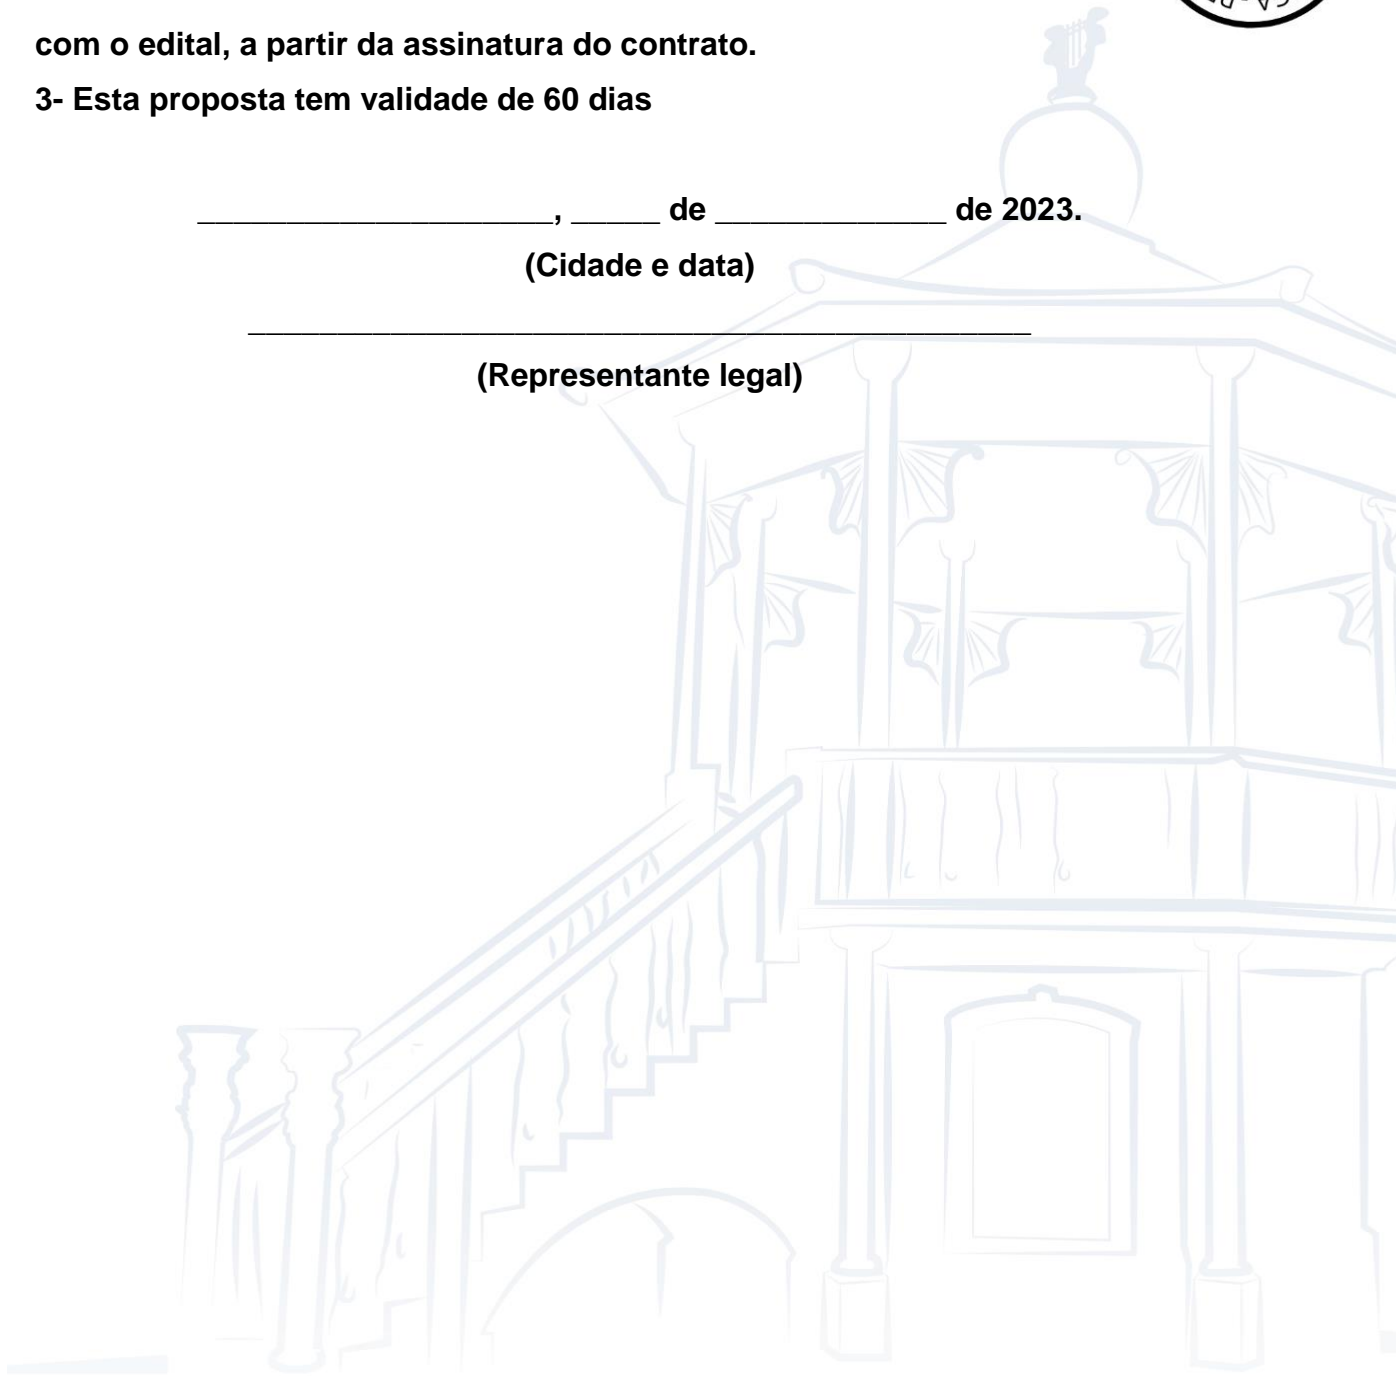 com o edital, a partir da assinatura do contrato.
3- Esta proposta tem validade de 60 dias
____________________, _____ de _____________ de 2023.
(Cidade e data)
____________________________________________
(Representante legal)